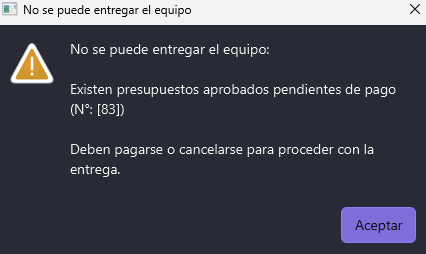 No se puede entregar el equipo
No se puede entregar el equipo:
Existen presupuestos aprobados pendientes de pago
(N°: [83])
Deben pagarse o cancelarse para proceder con la
entrega.
Aceptar